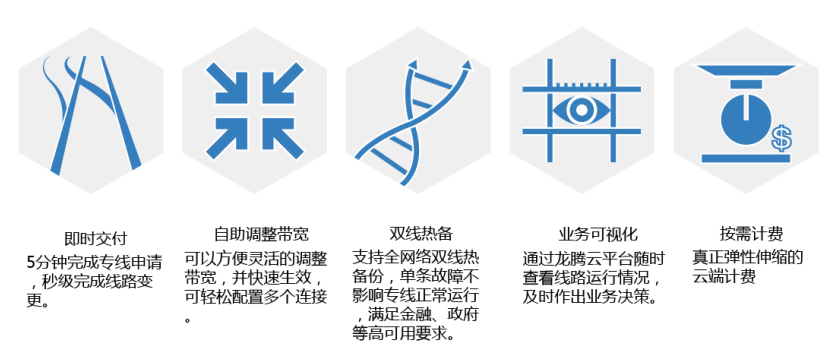 即时交付
5分钟完成专线申请
，秒级完成线路变
更。
自助调整带宽
可以方便灵活的调整
带宽，并快速生效，
可轻松配置多个连接
。
双线热备
支持全网络双线热
备份，单条故障不
影响专线正常运行
，满足金融、政府
等高可用要求。
业务可视化
通过龙腾云平台随时
查看线路运行情况，
及时作出业务决策。
$
按需计费
真正弹性伸缩的
云端计费